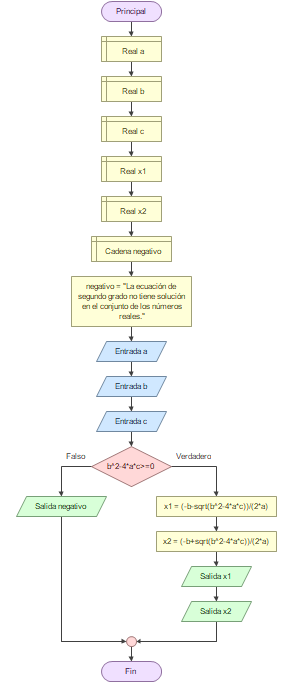 Principal
Real a
Real b
Real c
Real x1
Real x2
Cadena negativo
negativo = "La ecuación de
segundo grado no tiene solución
en el conjunto de los números
reales."
Entrada a
Entrada b
Entrada c
Falso
Verdadero
b^2-4*a*c>=0
Salida negativo
x1 = (-b-sqrt(b^2-4*a*c))/(2*a)
x2 = (-b+sqrt(b^2-4*a*c))/(2*a)
Salida x1
Salida x2
Fin